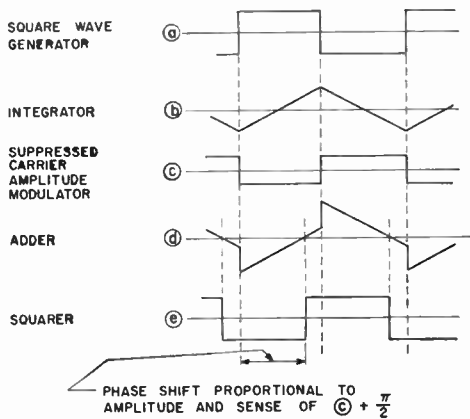 SQUARE WAVE
GENERATOR
a
INTEGRATOR
b
SUPPRESSED
CARRIER
AMPLITUDE
MODULATOR
c
ADDER
d
SQUARER
e
PHASE SHIFT PROPORTIONAL TO
AMPLITUDE AND SENSE OF ⓒ + π/2